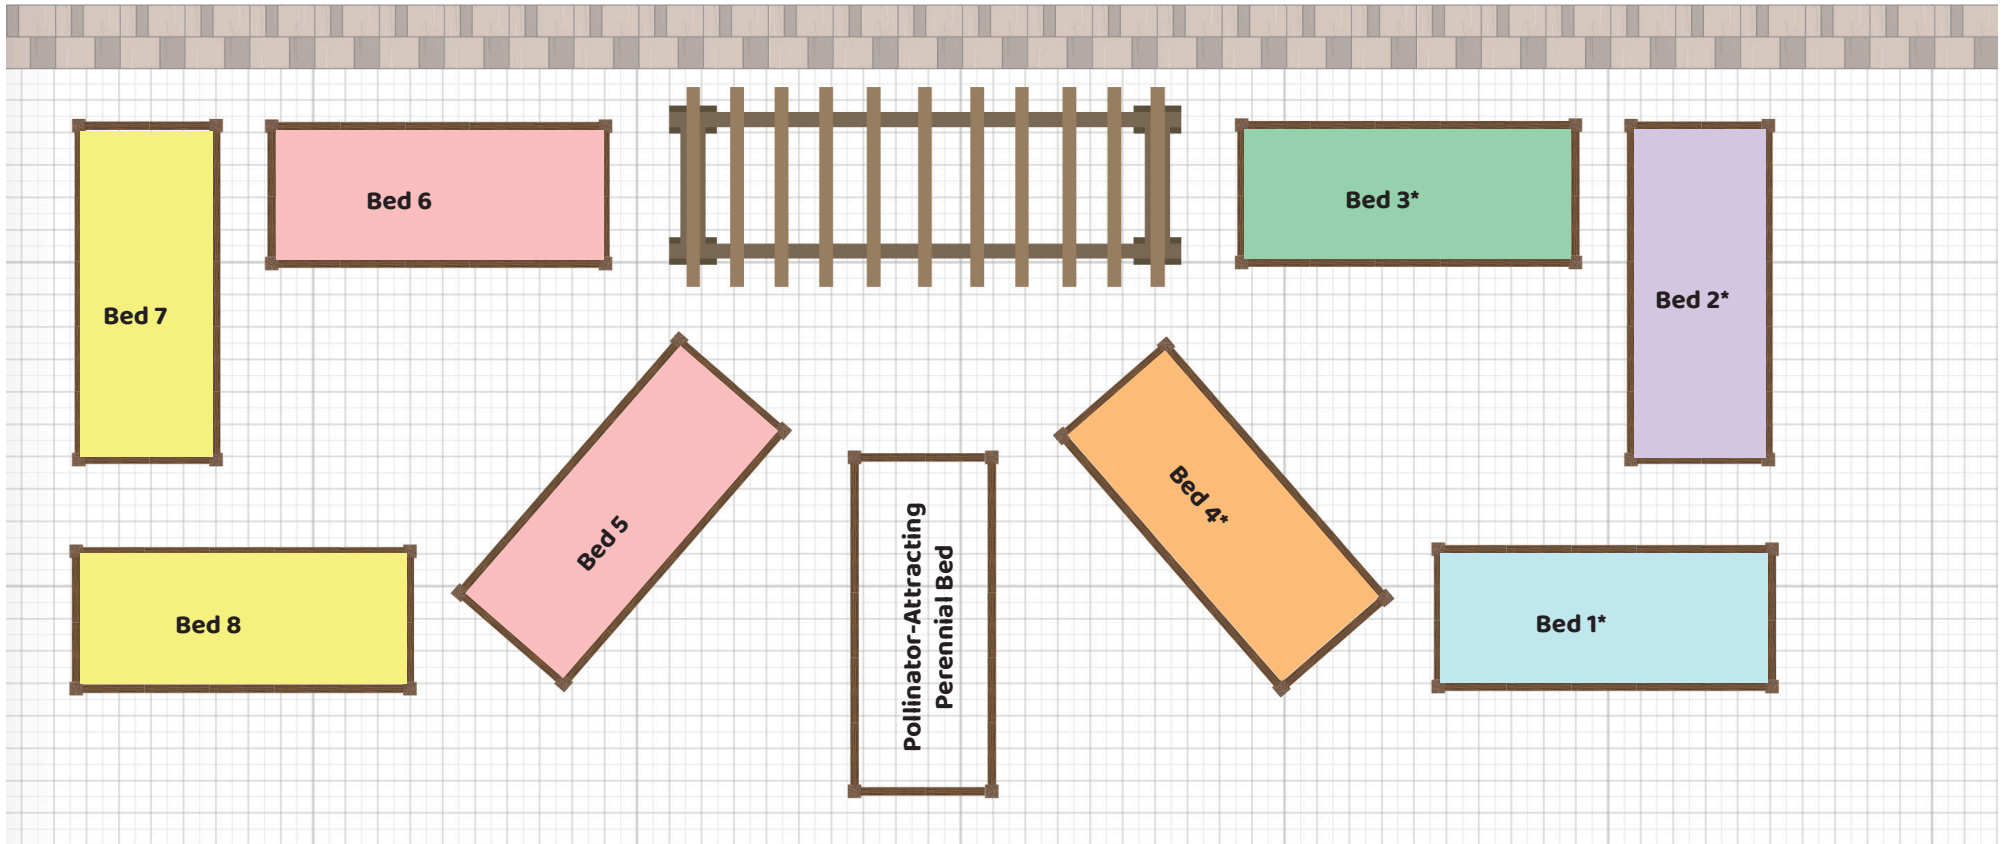 Bed 6
Bed 3*
Bed 7
Bed 2*
Bed 5
Bed 4*
Pollinator-Attracting
Perennial Bed
Bed 8
Bed 1*